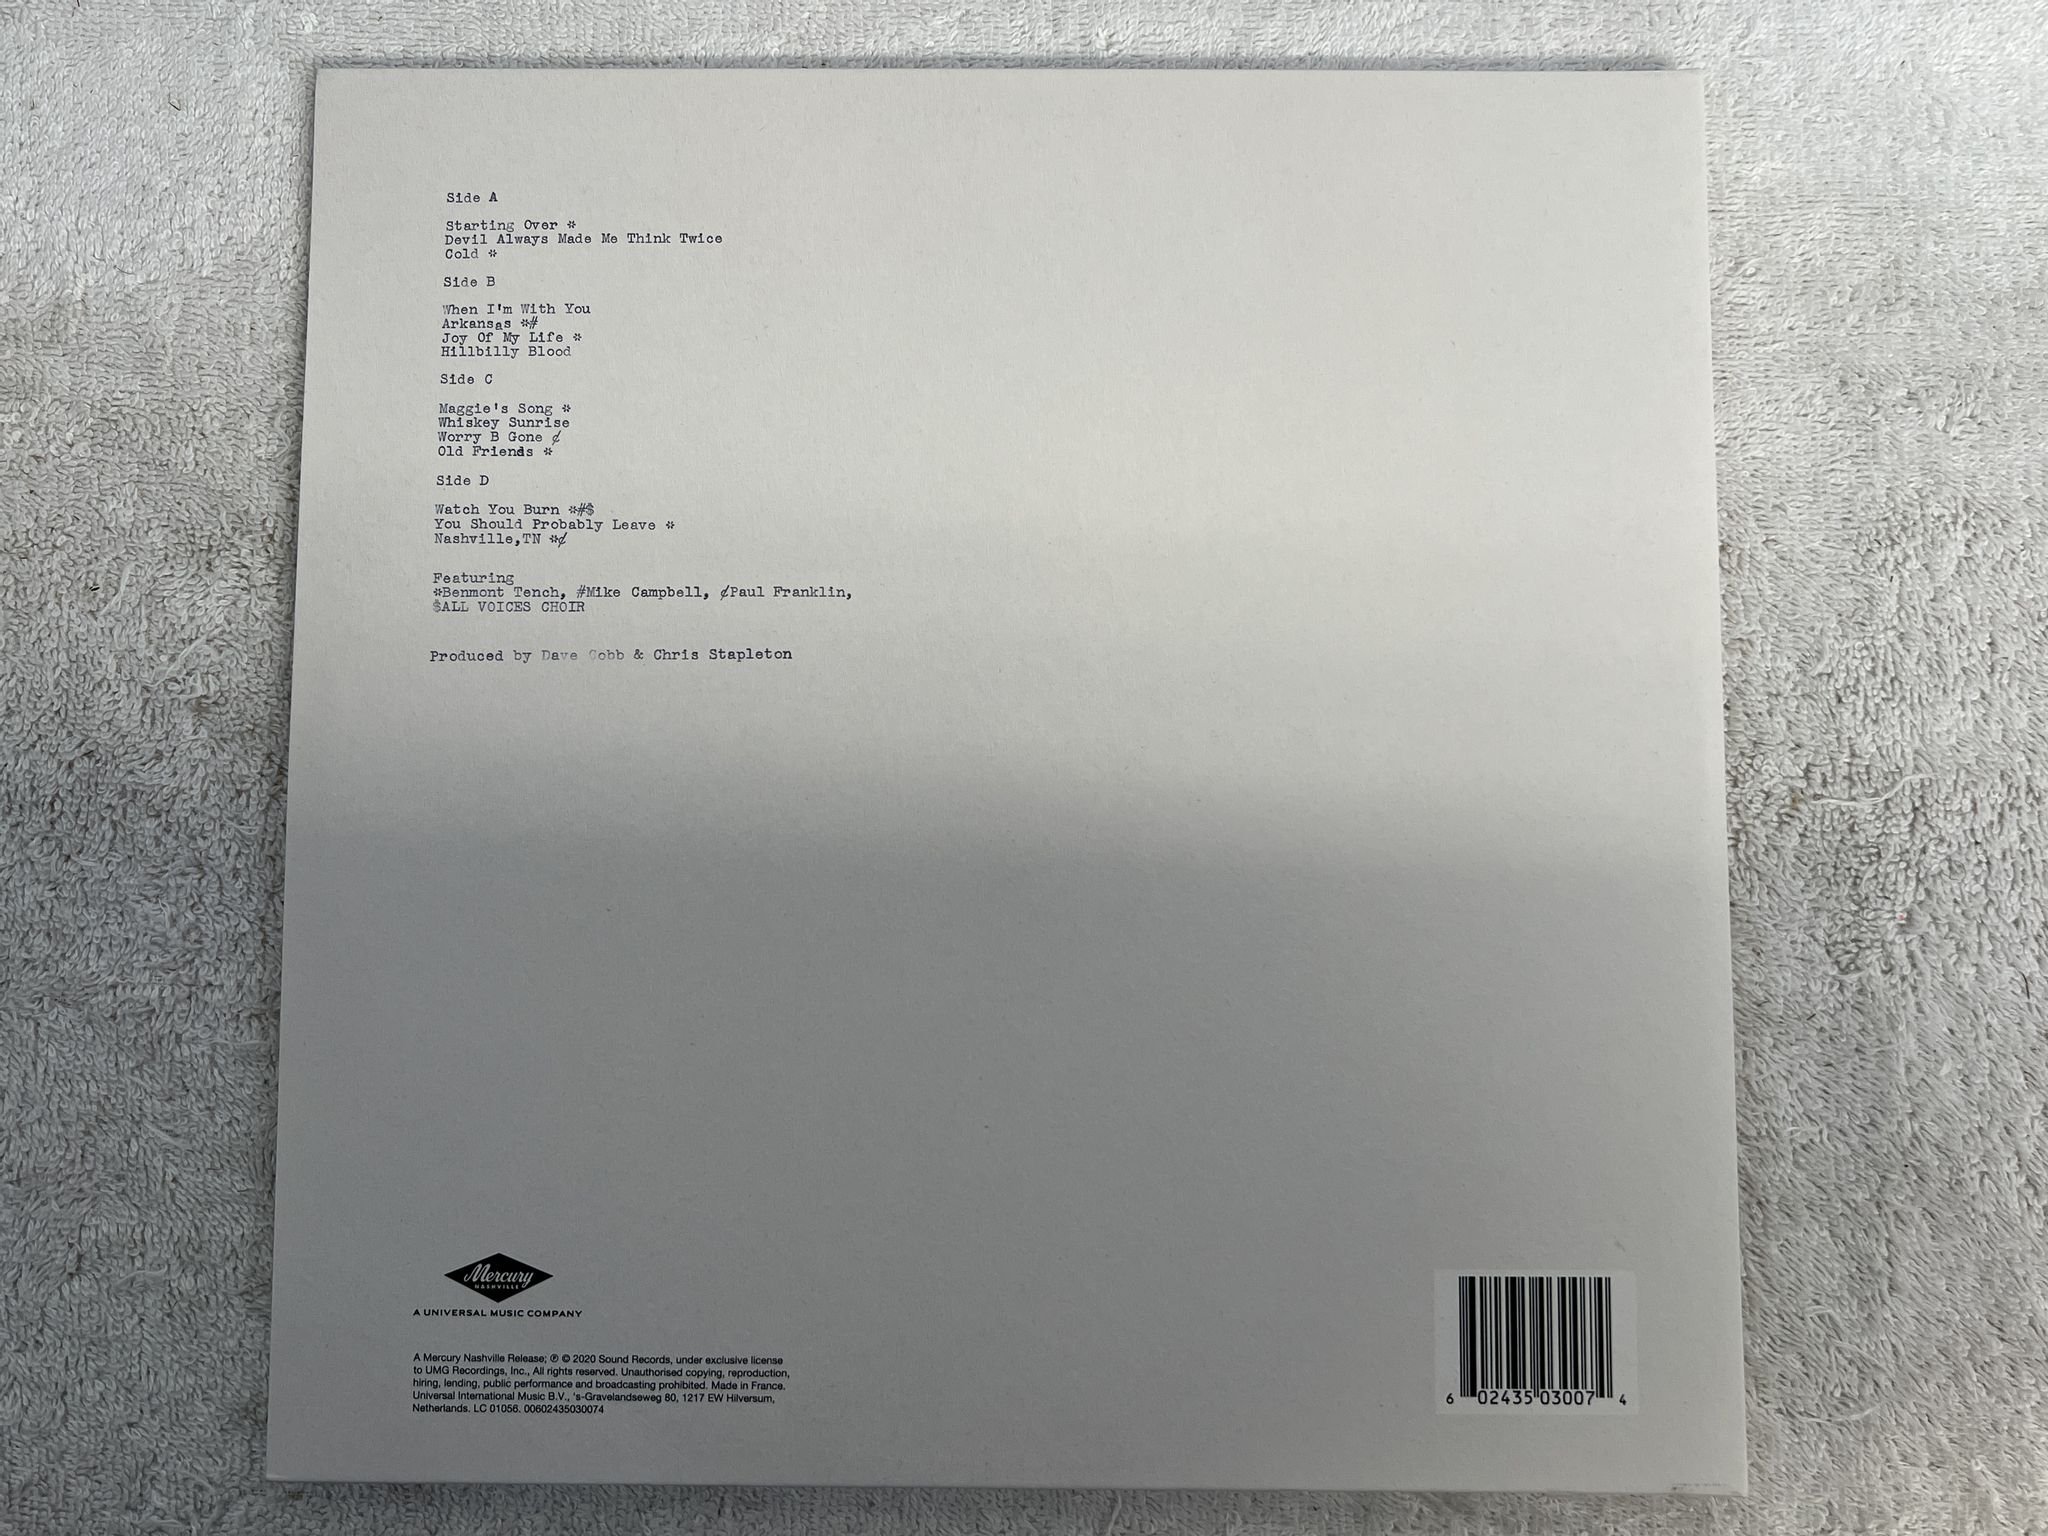 Side A
Starting Over *
Devil Always Made Me Think Twice
Cold *
Side B
When I'm With You
Arkansas *#
Joy Of My Life *
Hillbilly Blood
Side C
Maggie's Song *
Whiskey Sunrise
Worry B Gone ¢
Old Friends *
Side D
Watch You Burn *#$
You Should Probably Leave *
Nashville,TN *¢
Featuring
*Benmont Tench, #Mike Campbell, ¢Paul Franklin,
$ALL VOICES CHOIR
Produced by Dave Cobb & Chris Stapleton
Mercury
NASHVILLE
A UNIVERSAL MUSIC COMPANY
A Mercury Nashville Release; ℗ © 2020 Sound Records, under exclusive license
to UMG Recordings, Inc., All rights reserved. Unauthorised copying, reproduction,
hiring, lending, public performance and broadcasting prohibited. Made in France.
Universal International Music B.V., 's-Gravelandseweg 80, 1217 EW Hilversum,
Netherlands. LC 01056. 00602435030074
6 02435 03007 4